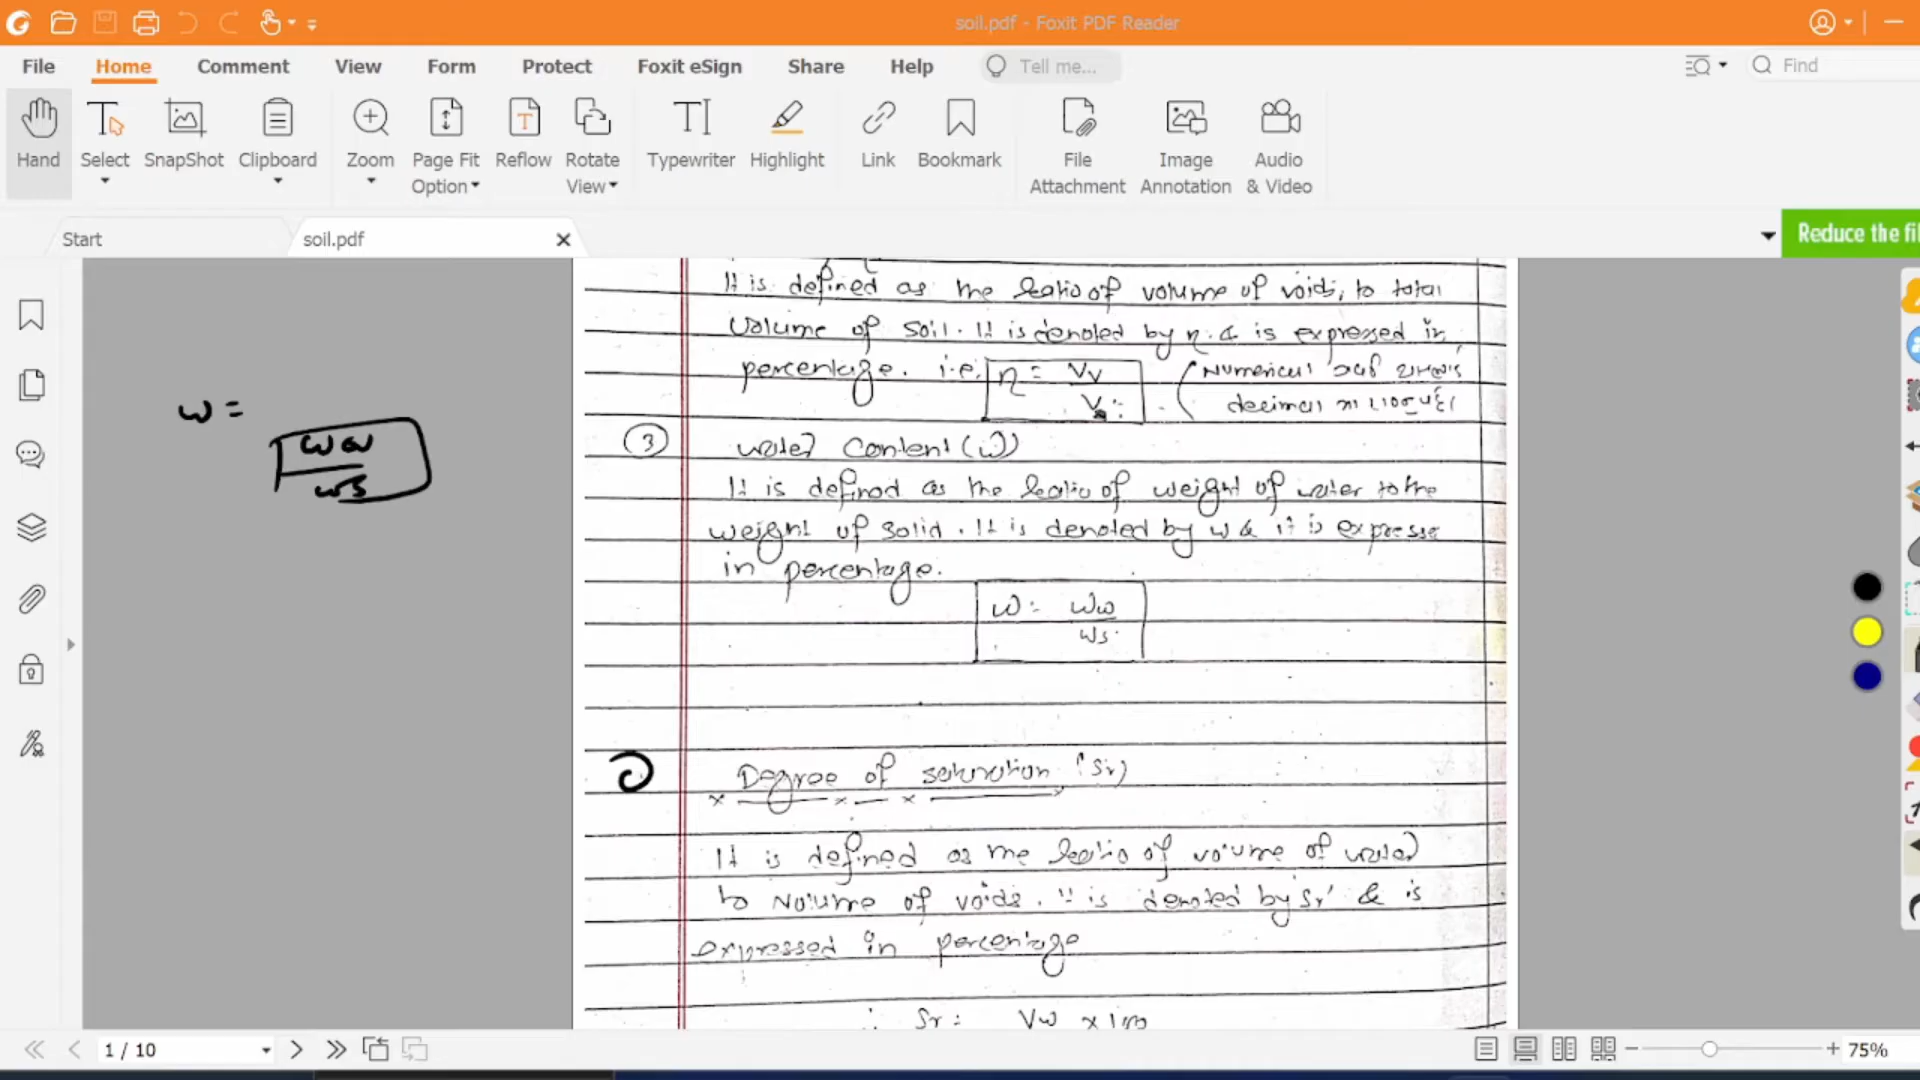 soil.pdf - Foxit PDF Reader
File Home Comment View Form Protect Foxit eSign Share Help Tell me... Find
Hand Select SnapShot Clipboard Zoom Page Fit Option Reflow Rotate View Typewriter Highlight Link Bookmark File Attachment Image Annotation Audio & Video
Start soil.pdf Reduce the fil
It is defined as the ratio of volume of voids, to total
volume of soil. It is denoted by η. & is expressed in
percentage. i.e. η = Vv / V (Numerical
decimal
3 water content (w)
It is defined as the ratio of weight of water to the
weight of solid. It is denoted by w & it is expresse
in percentage.
w = Ww / Ws
w = ww / ws
Degree of saturation (Sr)
It is defined as the ratio of volume of water
to volume of voids. It is denoted by 'Sr' & is
expressed in percentage
∴ Sr = Vw x 100
1 / 10 75%